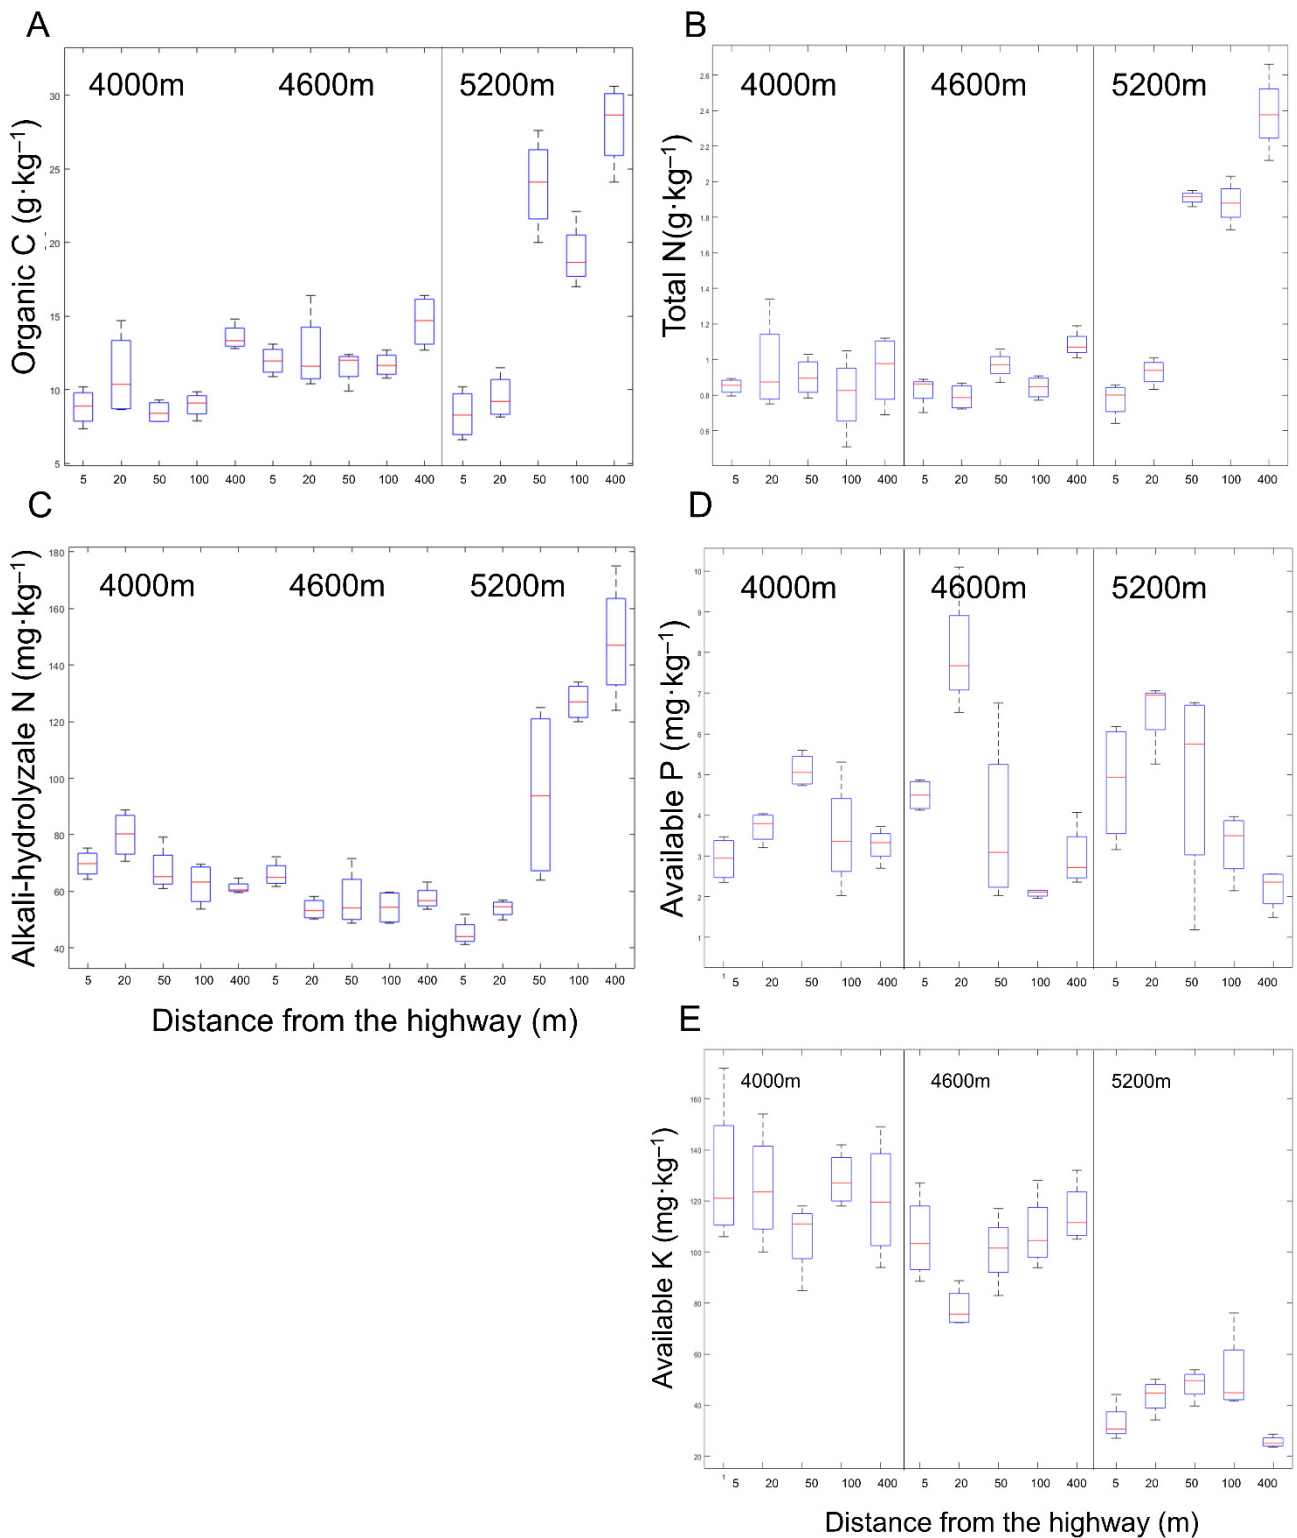 A
4000m 4600m 5200m
Organic C (g·kg⁻¹)
30
25
20
15
10
5
5 20 50 100 400 5 20 50 100 400 5 20 50 100 400
B
4000m 4600m 5200m
Total N(g·kg⁻¹)
2.6
2.4
2.2
2
1.8
1.6
1.4
1.2
1
0.8
0.6
5 20 50 100 400 5 20 50 100 400 5 20 50 100 400
C
4000m 4600m 5200m
Alkali-hydrolyzale N (mg·kg⁻¹)
180
160
140
120
100
80
60
40
5 20 50 100 400 5 20 50 100 400 5 20 50 100 400
Distance from the highway (m)
D
4000m 4600m 5200m
Available P (mg·kg⁻¹)
10
9
8
7
6
5
4
3
2
1
1 5 20 50 100 400 5 20 50 100 400 5 20 50 100 400
E
4000m 4600m 5200m
Available K (mg·kg⁻¹)
160
140
120
100
80
60
40
20
1 5 20 50 100 400 5 20 50 100 400 5 20 50 100 400
Distance from the highway (m)